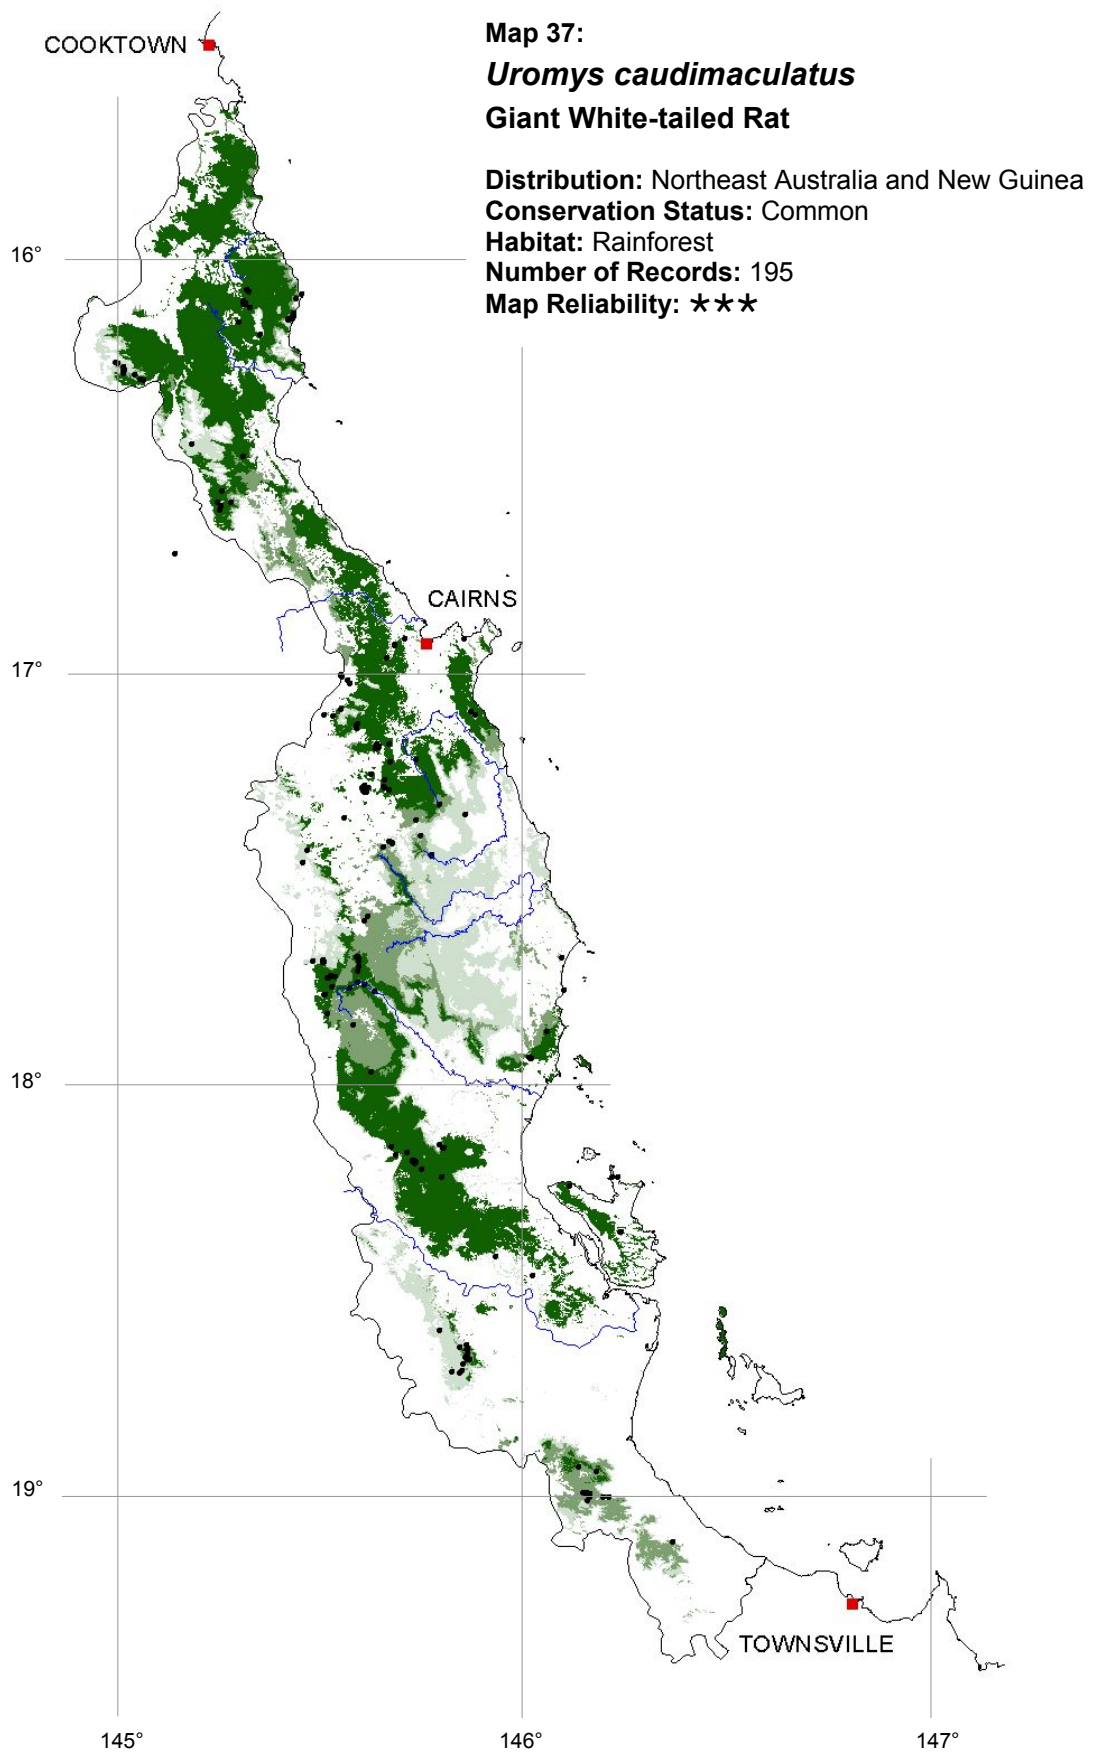 Map 37:
COOKTOWN
Uromys caudimaculatus
Giant White-tailed Rat
Distribution: Northeast Australia and New Guinea
Conservation Status: Common
Habitat: Rainforest
Number of Records: 195
Map Reliability: ***
16°
CAIRNS
17°
18°
19°
TOWNSVILLE
145°
146°
147°